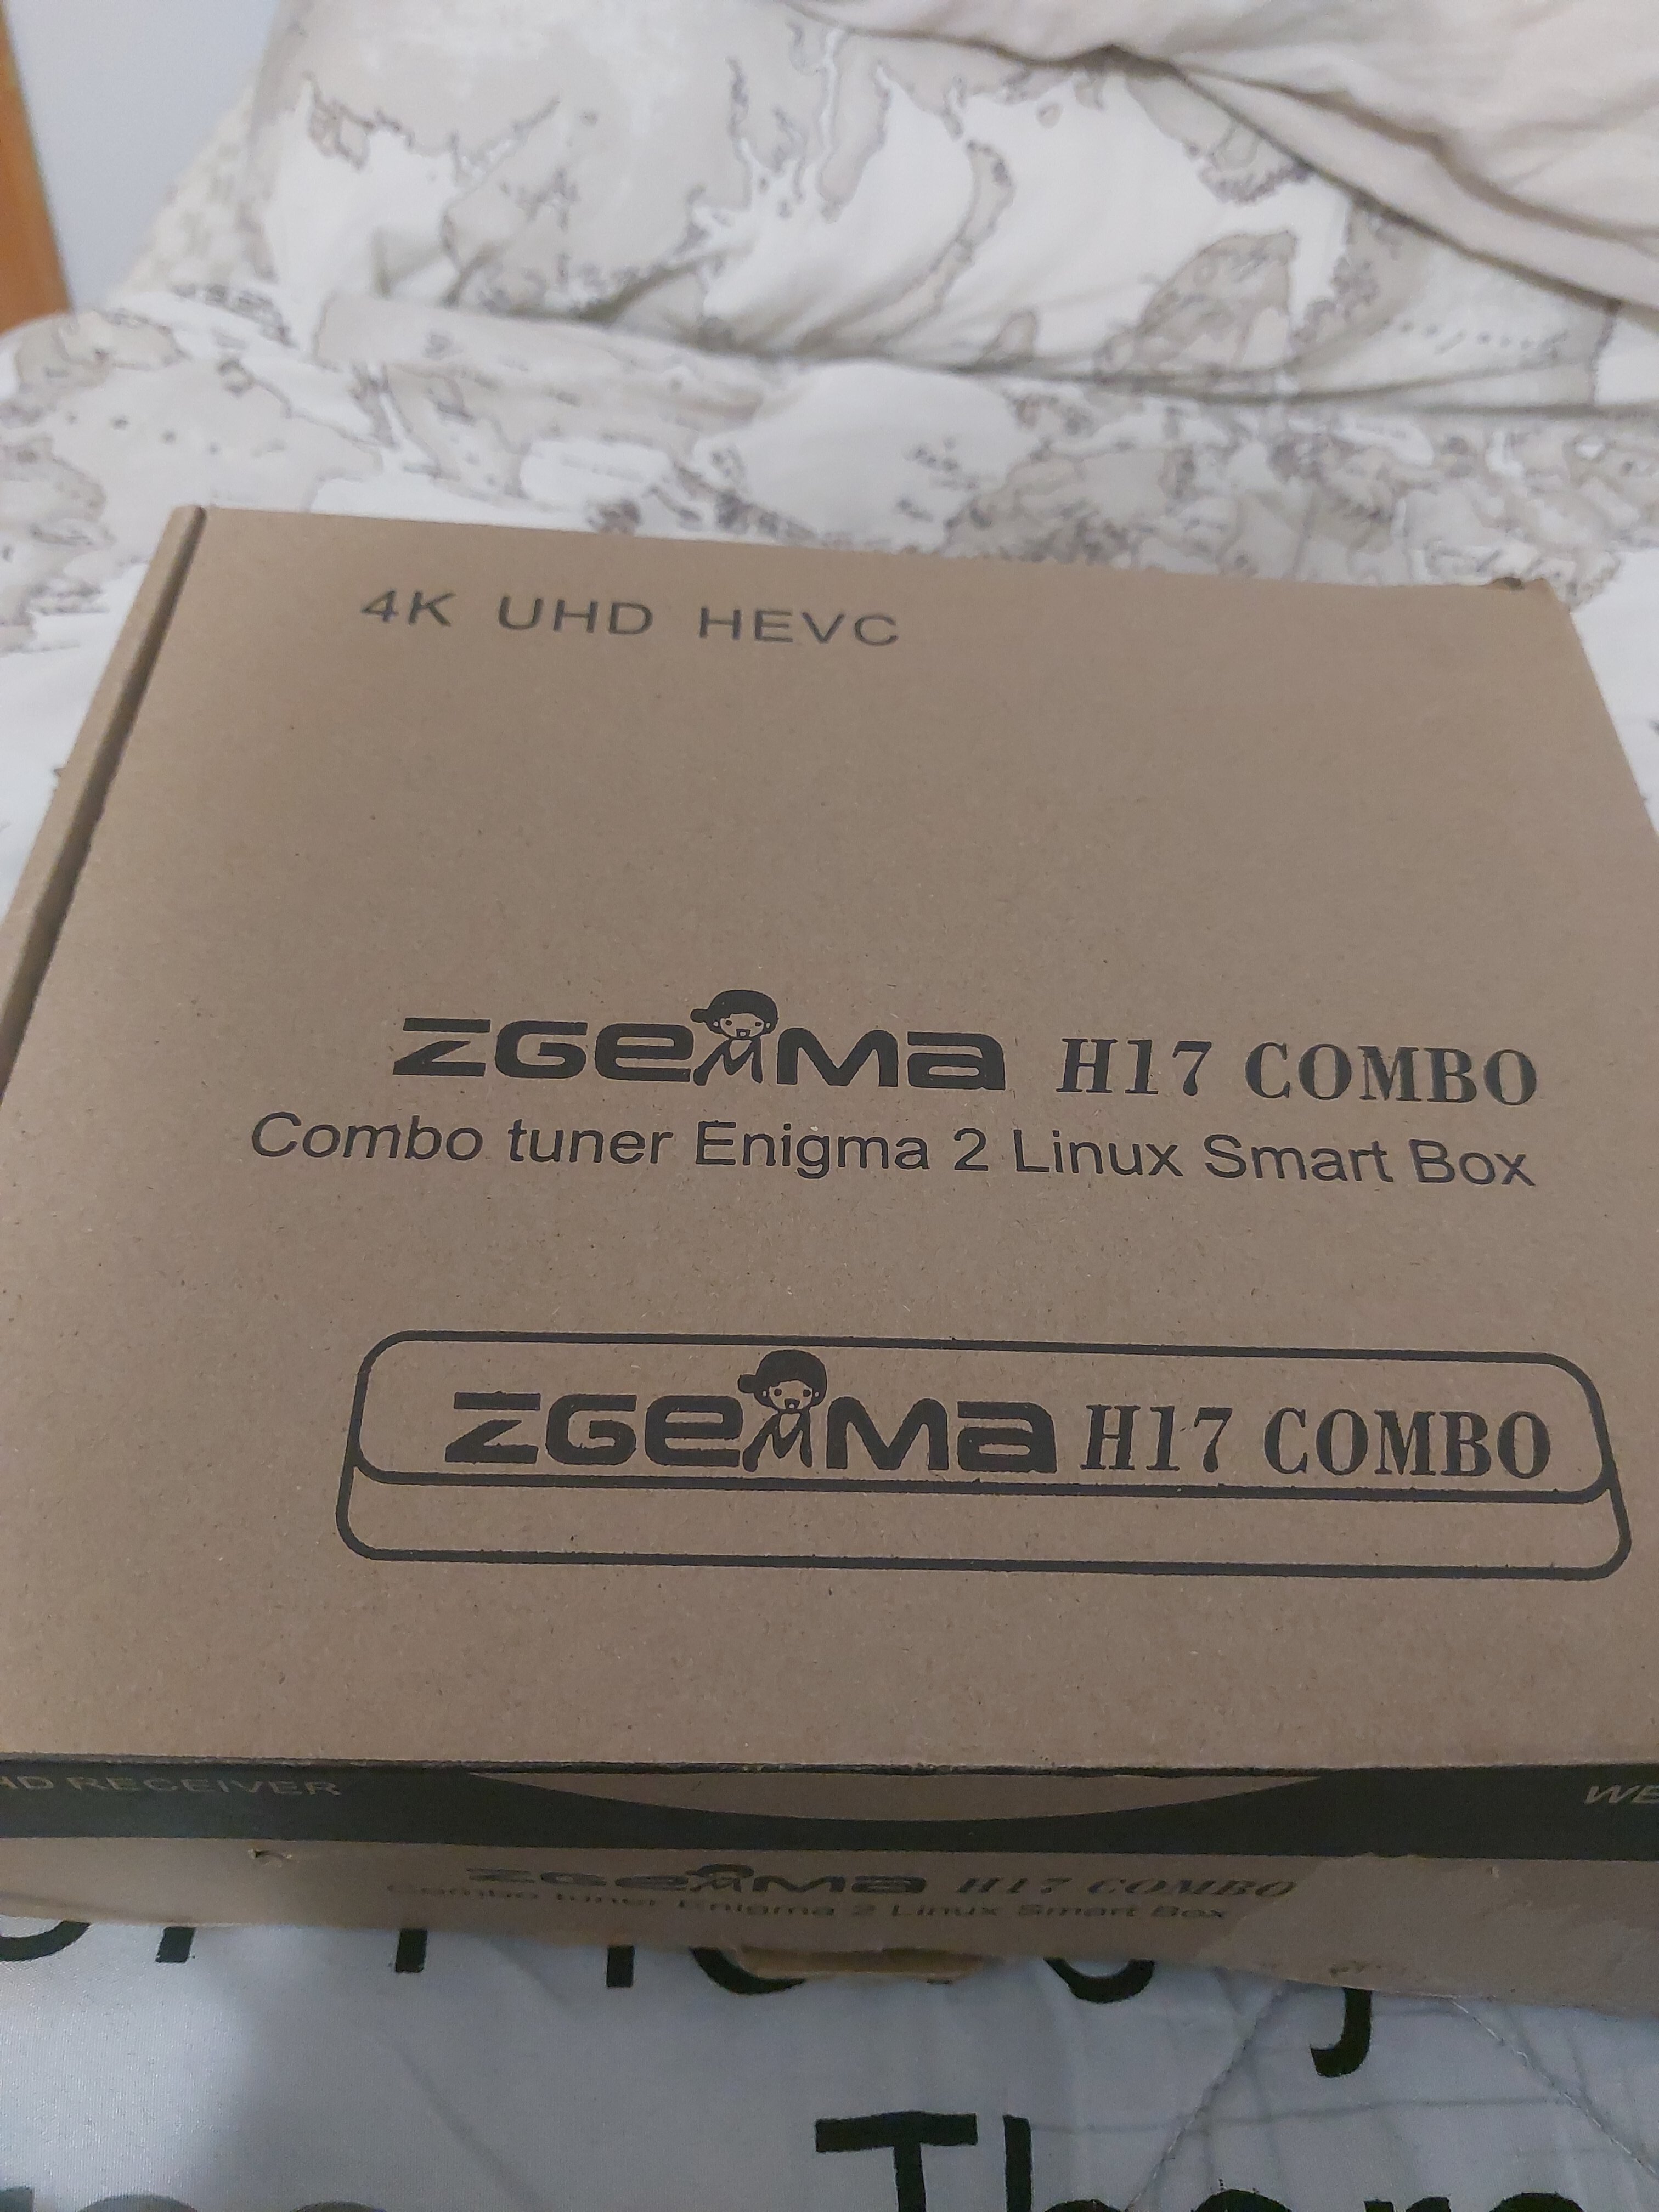 4K UHD HEVC
ZGEMMA H17 COMBO
Combo tuner Enigma 2 Linux Smart Box
ZGEMMA H17 COMBO
HD RECEIVER
ZGEMMA H17 COMBO
Combo tuner Enigma 2 Linux Smart Box